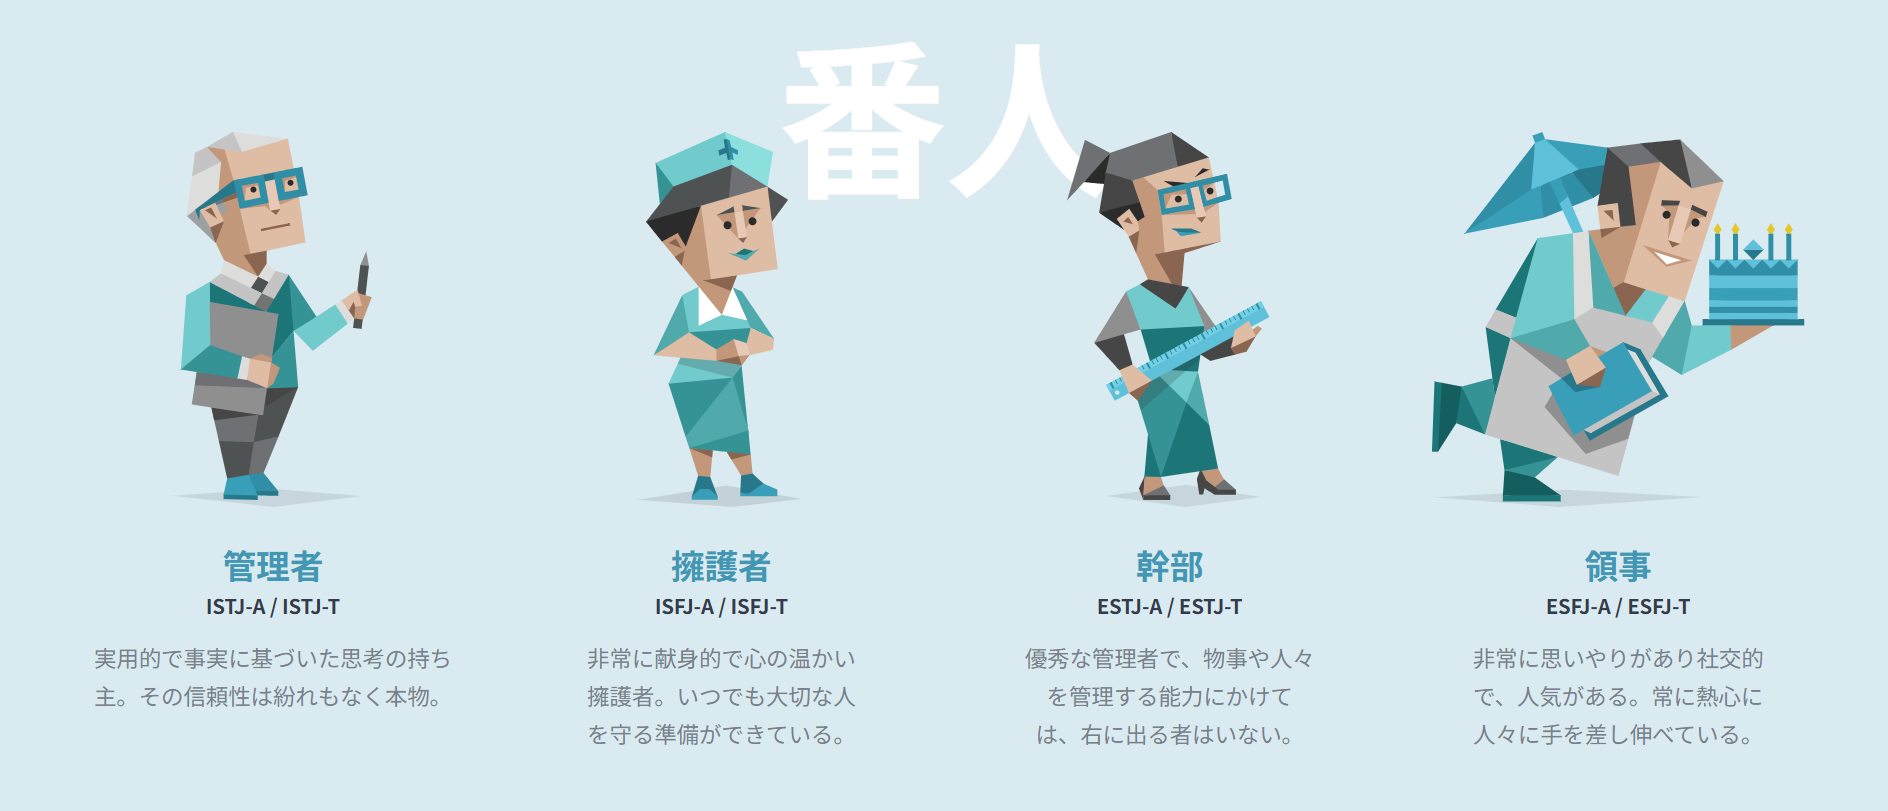 番人
管理者
ISTJ-A / ISTJ-T
実用的で事実に基づいた思考の持ち
主。その信頼性は紛れもなく本物。
擁護者
ISFJ-A / ISFJ-T
非常に献身的で心の温かい
擁護者。いつでも大切な人
を守る準備ができている。
幹部
ESTJ-A / ESTJ-T
優秀な管理者で、物事や人々
を管理する能力にかけて
は、右に出る者はいない。
領事
ESFJ-A / ESFJ-T
非常に思いやりがあり社交的
で、人気がある。常に熱心に
人々に手を差し伸べている。